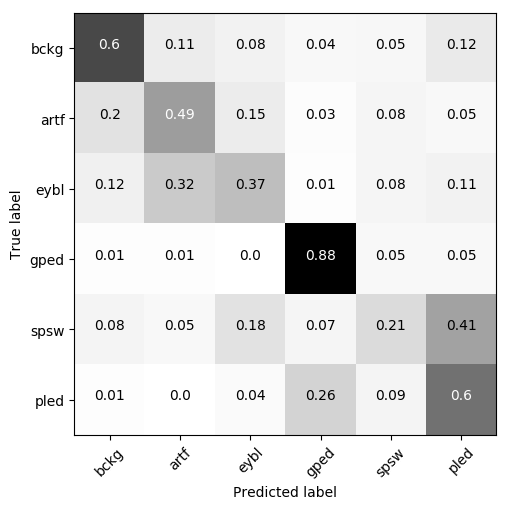 True label
bckg 0.6 0.11 0.08 0.04 0.05 0.12
artf 0.2 0.49 0.15 0.03 0.08 0.05
eybl 0.12 0.32 0.37 0.01 0.08 0.11
gped 0.01 0.01 0.0 0.88 0.05 0.05
spsw 0.08 0.05 0.18 0.07 0.21 0.41
pled 0.01 0.0 0.04 0.26 0.09 0.6
bckg artf eybl gped spsw pled
Predicted label